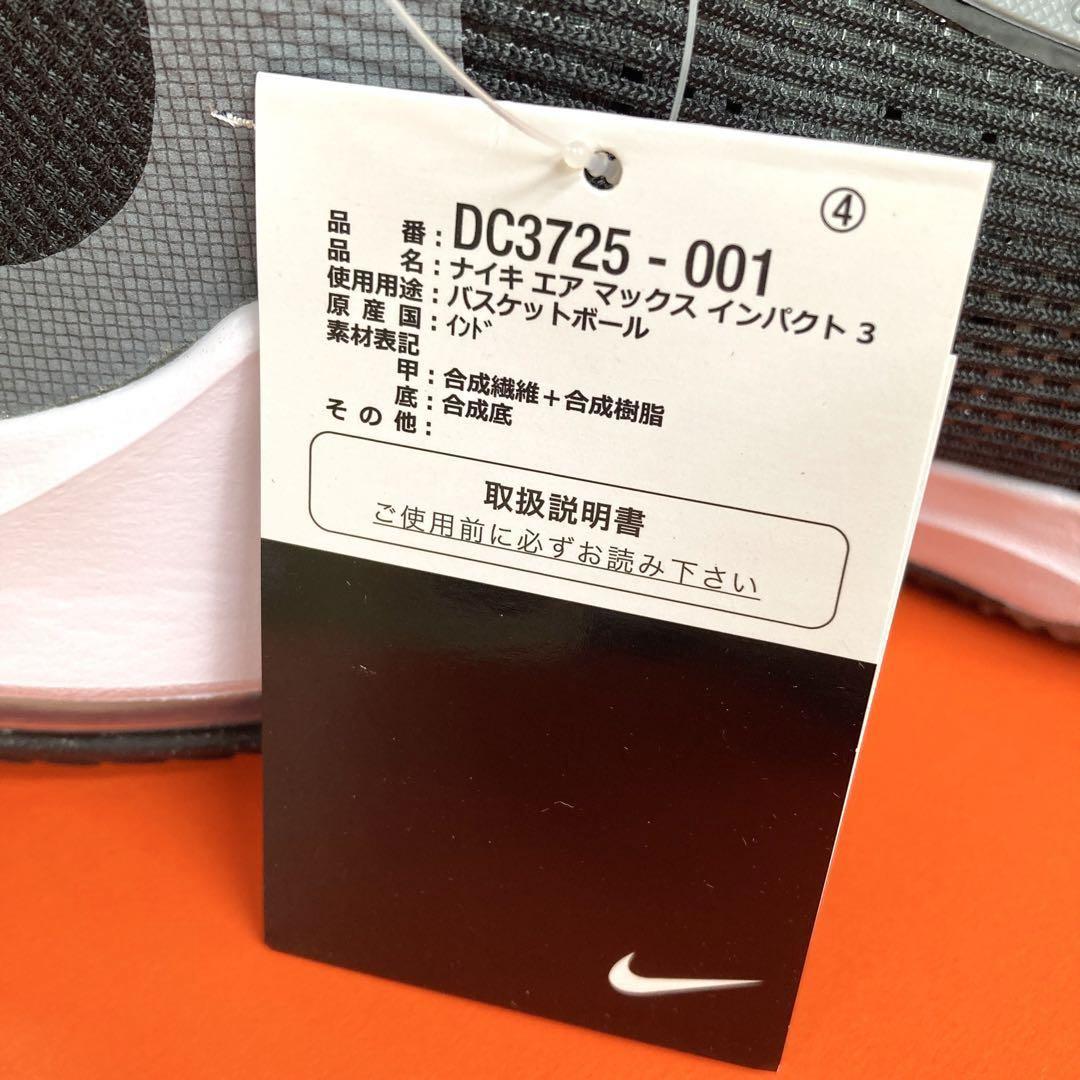 ④
品番：DC3725 - 001
品名：ナイキ エア マックス インパクト 3
使用用途：バスケットボール
原産国：ｲﾝﾄﾞ
素材表記
甲：合成繊維＋合成樹脂
底：合成底
その他：
取扱説明書
ご使用前に必ずお読み下さい